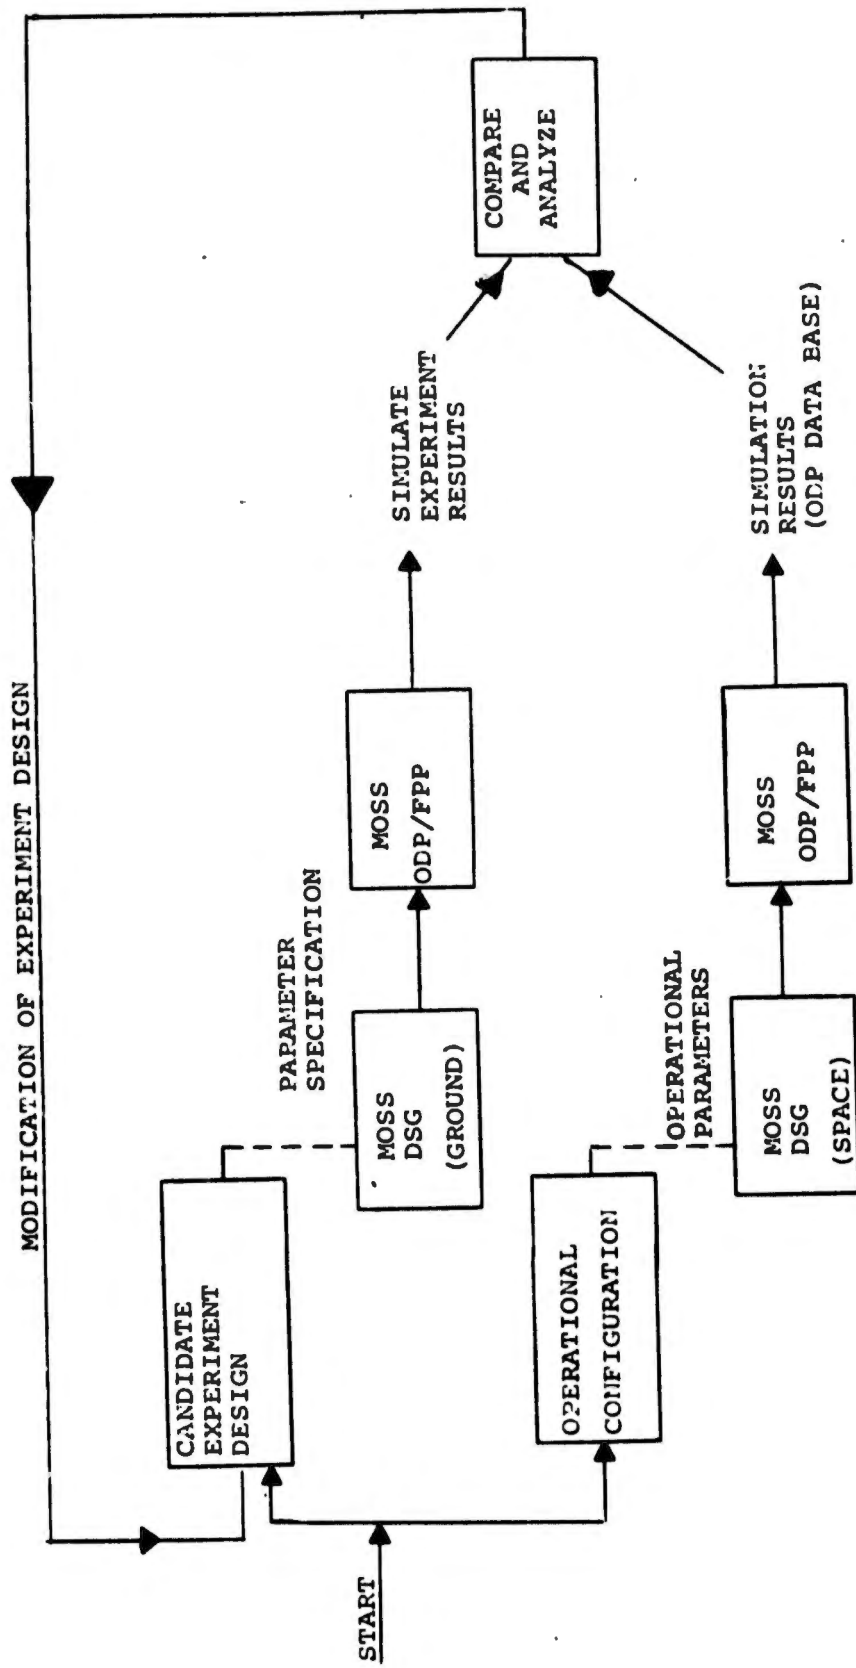 MODIFICATION OF EXPERIMENT DESIGN
START
CANDIDATE
EXPERIMENT
DESIGN
PARAMETER
SPECIFICATION
MOSS
DSG
(GROUND)
MOSS
ODP/FPP
SIMULATE
EXPERIMENT
RESULTS
COMPARE
AND
ANALYZE
OPERATIONAL
CONFIGURATION
OPERATIONAL
PARAMETERS
MOSS
DSG
(SPACE)
MOSS
ODP/FPP
SIMULATION
RESULTS
(ODP DATA BASE)